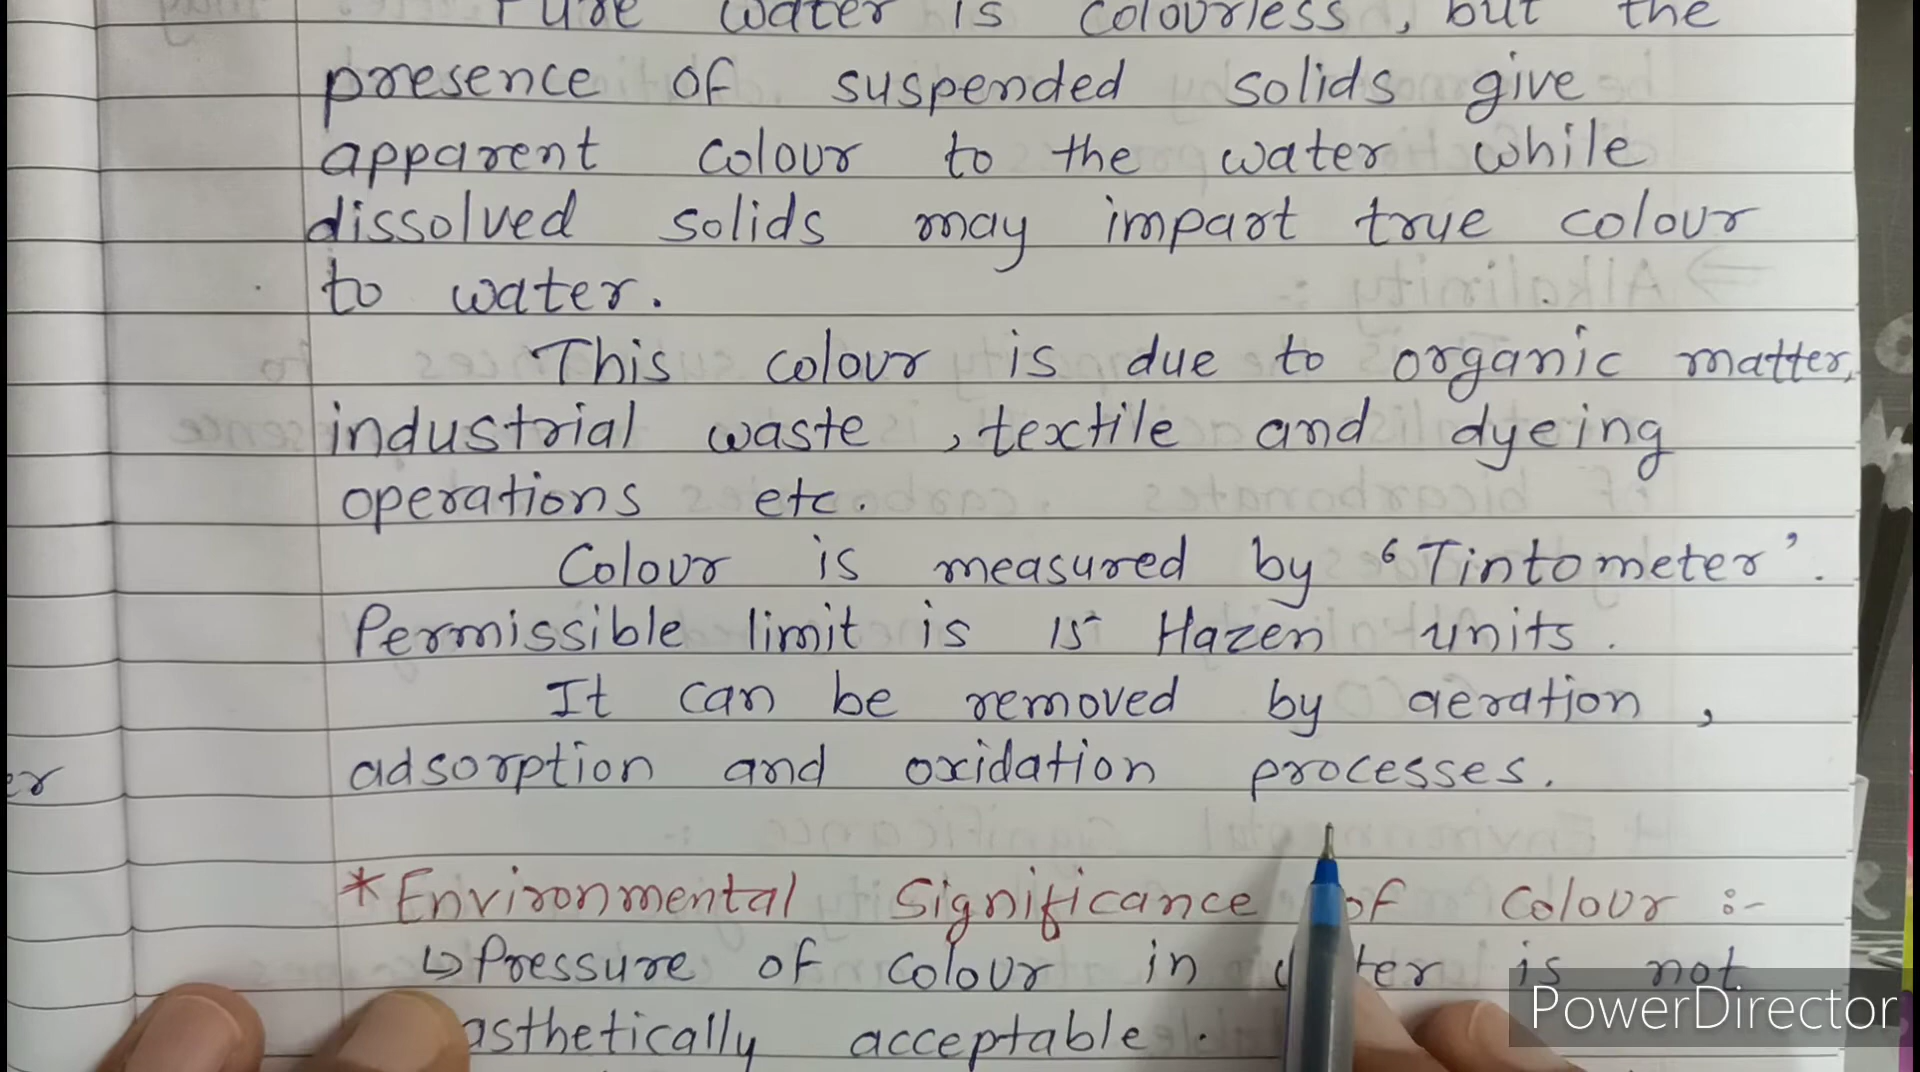 Pure water is colourless, but the
presence of suspended solids give
apparent colour to the water while
dissolved solids may impart true colour
to water.
This colour is due to organic matter,
industrial waste, textile and dyeing
operations etc.
Colour is measured by 'Tintometer'.
Permissible limit is 15 Hazen units.
It can be removed by aeration,
adsorption and oxidation processes.
er
* Environmental Significance of Colour :-
↳ Pressure of colour in water is not
asthetically acceptable.
PowerDirector